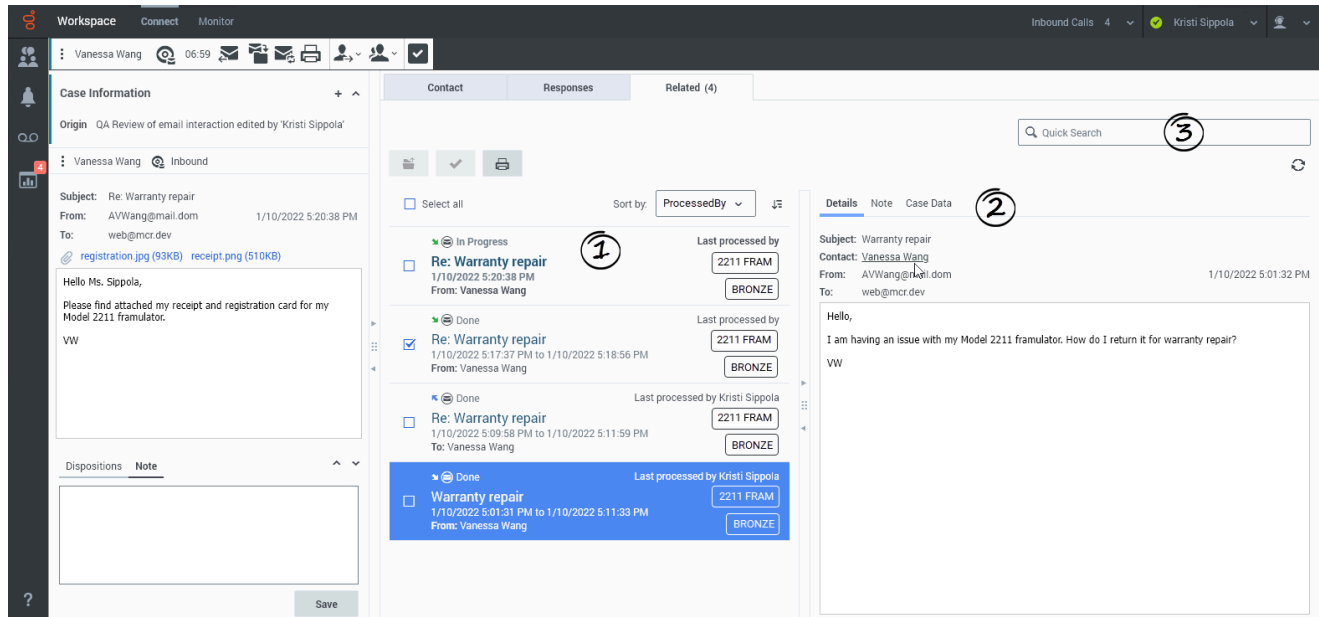 Workspace Connect Monitor Inbound Calls 4 Kristi Sippola
Vanessa Wang 06:59
4
Case Information
Origin QA Review of email interaction edited by 'Kristi Sippola'
Vanessa Wang Inbound
Subject: Re: Warranty repair
From: AVWang@mail.dom 1/10/2022 5:20:38 PM
To: web@mcr.dev
registration.jpg (93KB) receipt.png (510KB)
Hello Ms. Sippola,
Please find attached my receipt and registration card for my
Model 2211 framulator.
VW
Dispositions Note
Save
?
Contact Responses Related (4)
Quick Search 3
Select all Sort by: ProcessedBy
1
In Progress Last processed by
Re: Warranty repair 2211 FRAM
1/10/2022 5:20:38 PM
From: Vanessa Wang BRONZE
Done Last processed by
Re: Warranty repair 2211 FRAM
1/10/2022 5:17:37 PM to 1/10/2022 5:18:56 PM
From: Vanessa Wang BRONZE
Done Last processed by Kristi Sippola
Re: Warranty repair 2211 FRAM
1/10/2022 5:09:58 PM to 1/10/2022 5:11:59 PM
To: Vanessa Wang BRONZE
Done Last processed by Kristi Sippola
Warranty repair 2211 FRAM
1/10/2022 5:01:31 PM to 1/10/2022 5:11:33 PM
From: Vanessa Wang BRONZE
Details Note Case Data 2
Subject: Warranty repair
Contact: Vanessa Wang
From: AVWang@mail.dom 1/10/2022 5:01:32 PM
To: web@mcr.dev
Hello,
I am having an issue with my Model 2211 framulator. How do I return it for warranty repair?
VW